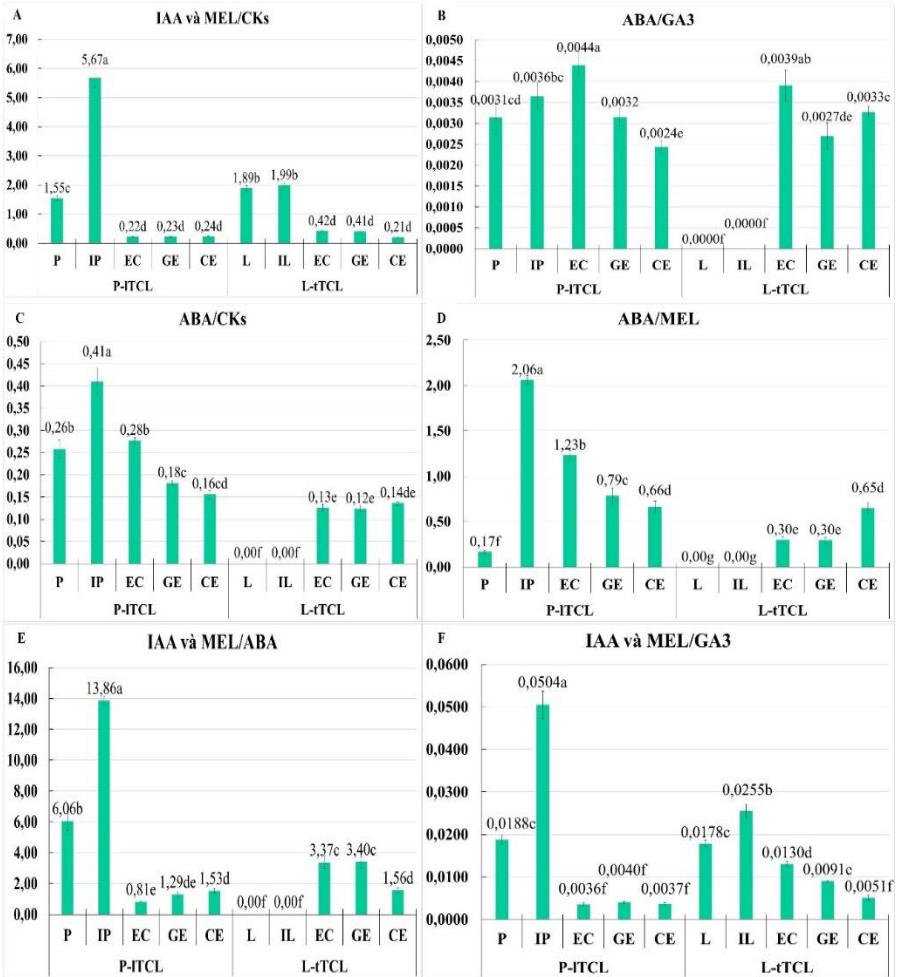 A
IAA và MEL/CKs
7,00
6,00
5,00
4,00
3,00
2,00
1,00
0,00
1,55c
5,67a
0,22d
0,23d
0,24d
1,89b
1,99b
0,42d
0,41d
0,21d
P IP EC GE CE L IL EC GE CE
P-lTCL L-tTCL
B
ABA/GA3
0,0050
0,0045
0,0040
0,0035
0,0030
0,0025
0,0020
0,0015
0,0010
0,0005
0,0000
0,0031cd
0,0036bc
0,0044a
0,0032
0,0024e
0,0000f
0,0000f
0,0039ab
0,0027de
0,0033c
P IP EC GE CE L IL EC GE CE
P-lTCL L-tTCL
C
ABA/CKs
0,50
0,45
0,40
0,35
0,30
0,25
0,20
0,15
0,10
0,05
0,00
0,26b
0,41a
0,28b
0,18c
0,16cd
0,00f
0,00f
0,13e
0,12e
0,14de
P IP EC GE CE L IL EC GE CE
P-lTCL L-tTCL
D
ABA/MEL
2,50
2,00
1,50
1,00
0,50
0,00
0,17f
2,06a
1,23b
0,79c
0,66d
0,00g
0,00g
0,30e
0,30e
0,65d
P IP EC GE CE L IL EC GE CE
P-lTCL L-tTCL
E
IAA và MEL/ABA
16,00
14,00
12,00
10,00
8,00
6,00
4,00
2,00
0,00
6,06b
13,86a
0,81e
1,29de
1,53d
0,00f
0,00f
3,37c
3,40c
1,56d
P IP EC GE CE L IL EC GE CE
P-lTCL L-tTCL
F
IAA và MEL/GA3
0,0600
0,0500
0,0400
0,0300
0,0200
0,0100
0,0000
0,0188c
0,0504a
0,0036f
0,0040f
0,0037f
0,0178c
0,0255b
0,0130d
0,0091c
0,0051f
P IP EC GE CE L IL EC GE CE
P-lTCL L-tTCL